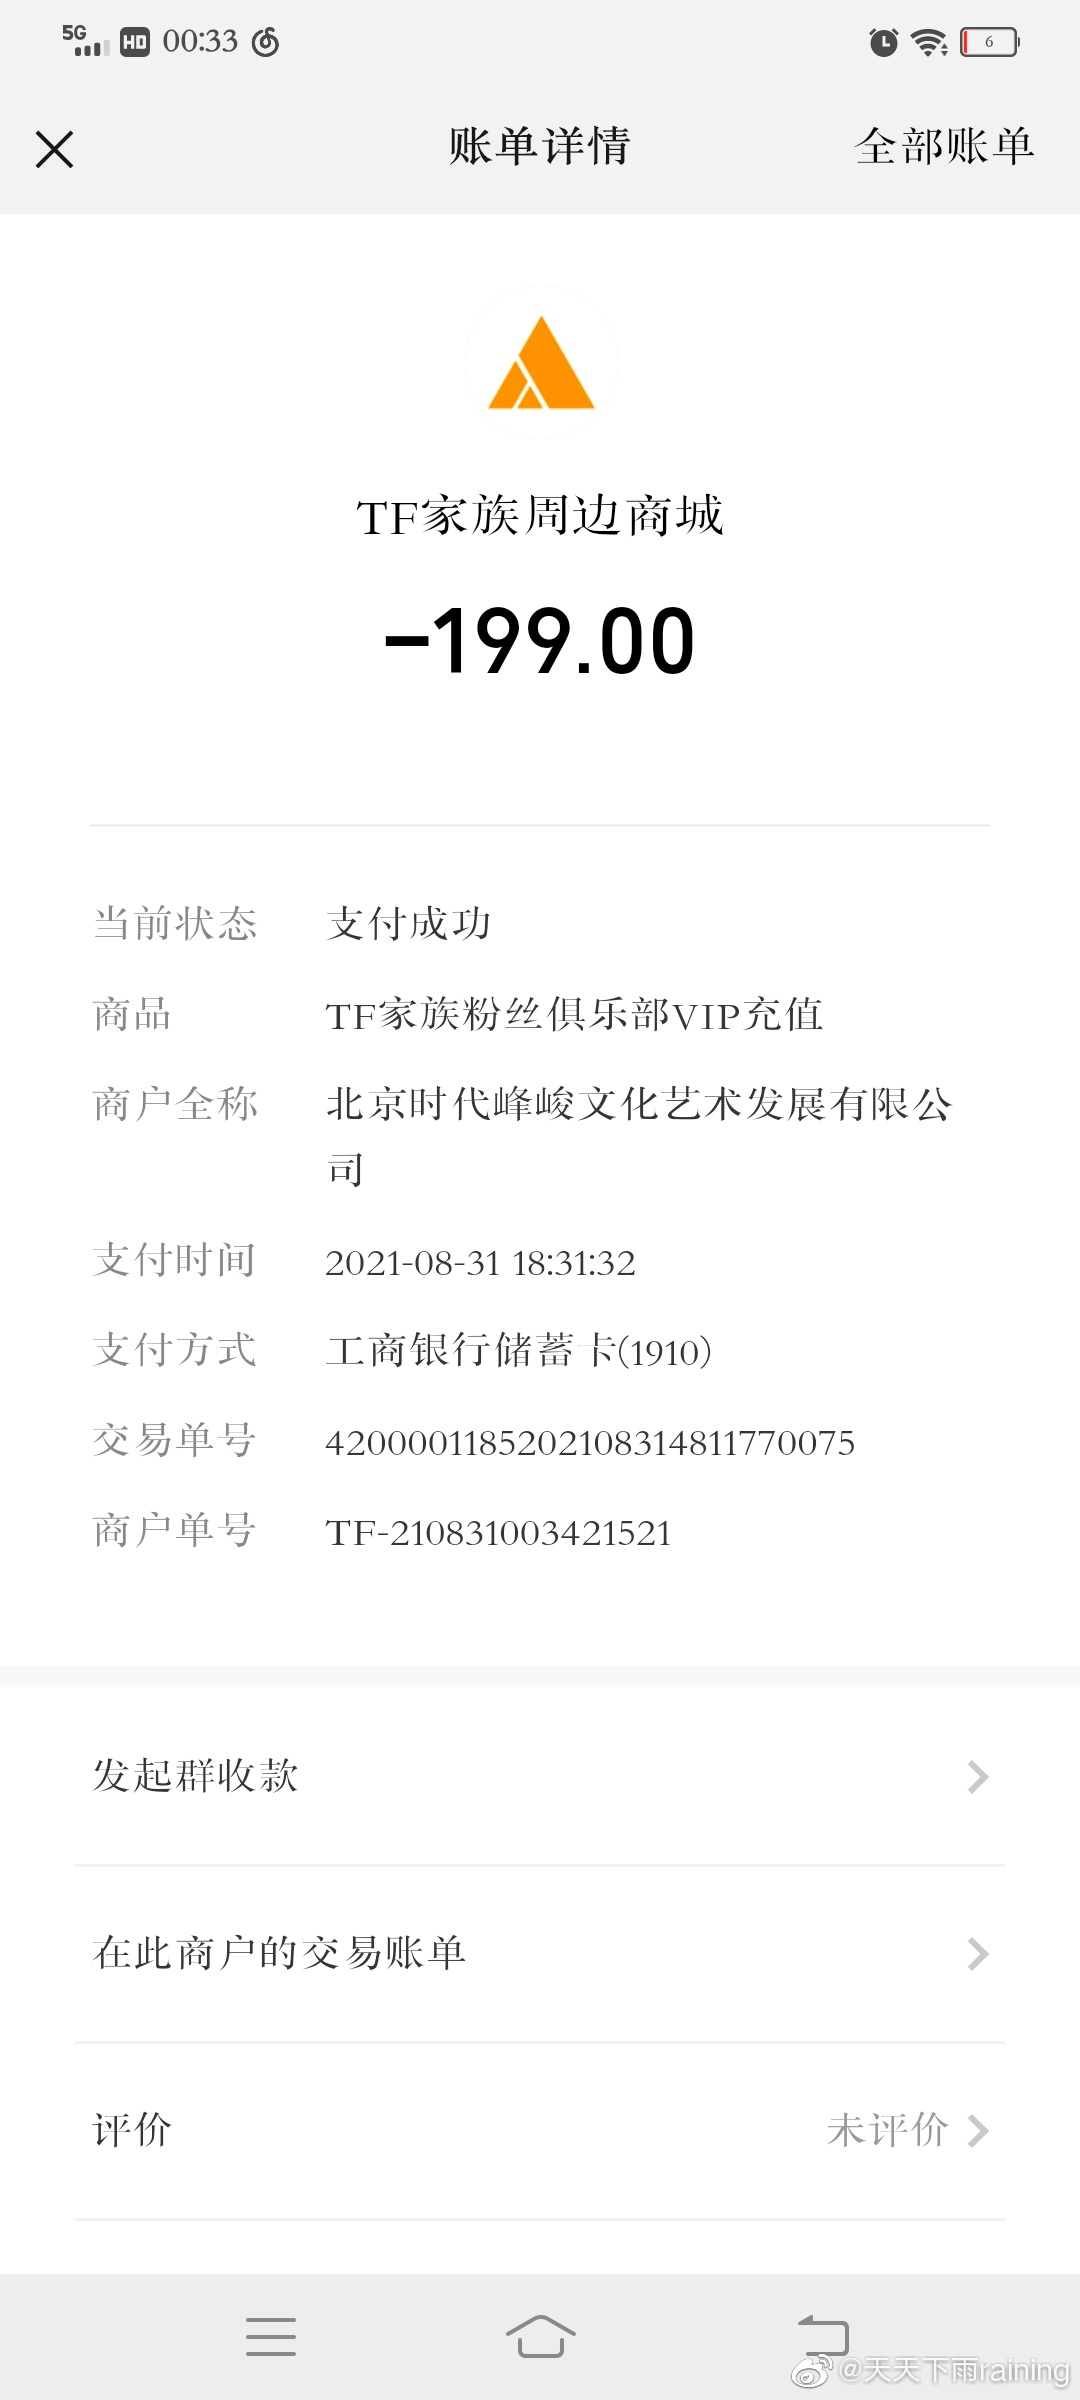 5G HD 00:33 6
账单详情 全部账单
TF家族周边商城
-199.00
当前状态 支付成功
商品 TF家族粉丝俱乐部VIP充值
商户全称 北京时代峰峻文化艺术发展有限公
司
支付时间 2021-08-31 18:31:32
支付方式 工商银行储蓄卡(1910)
交易单号 4200001185202108314811770075
商户单号 TF-210831003421521
发起群收款
在此商户的交易账单
评价 未评价
@天天下雨raining